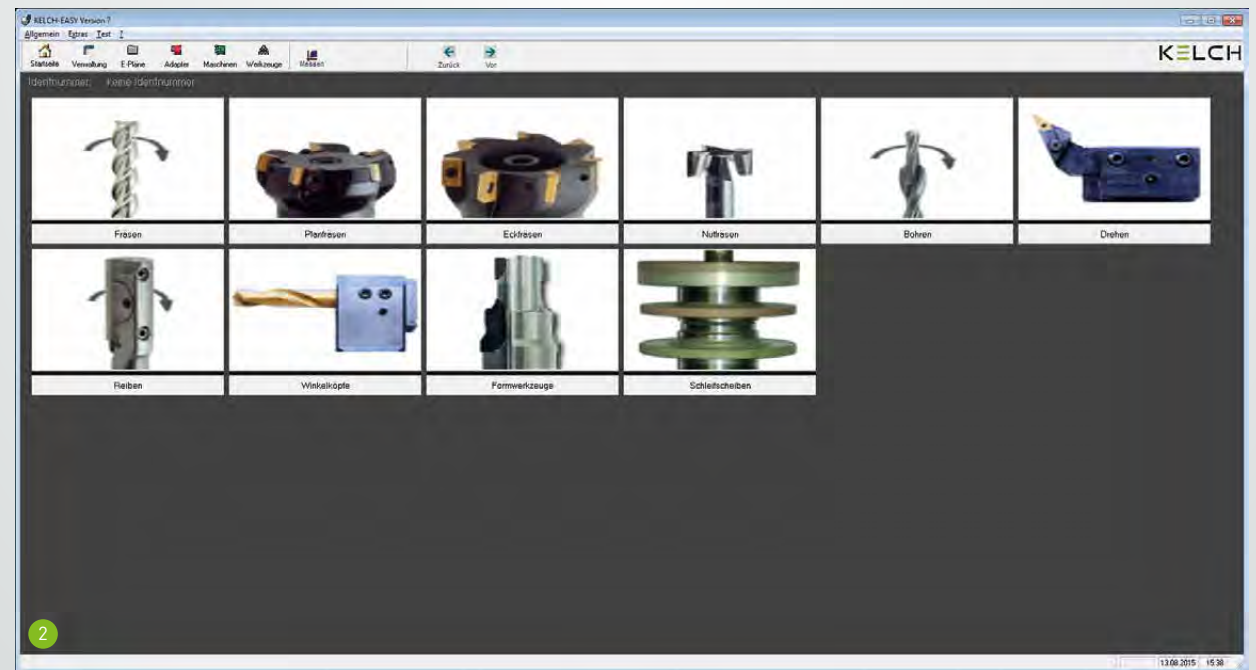 KELCH-EASY Version 7
Allgemein Extras Text ?
Startseite Verwaltung E-Pläne Adapter Maschinen Werkzeuge Messen Zurück Vor
KELCH
Identnummer: Keine Identnummer
Fräsen Planfräsen Eckfräsen Nutfräsen Bohren Drehen
Reiben Winkelköpfe Formwerkzeuge Schleifscheiben
2
13.08.2015 15:38